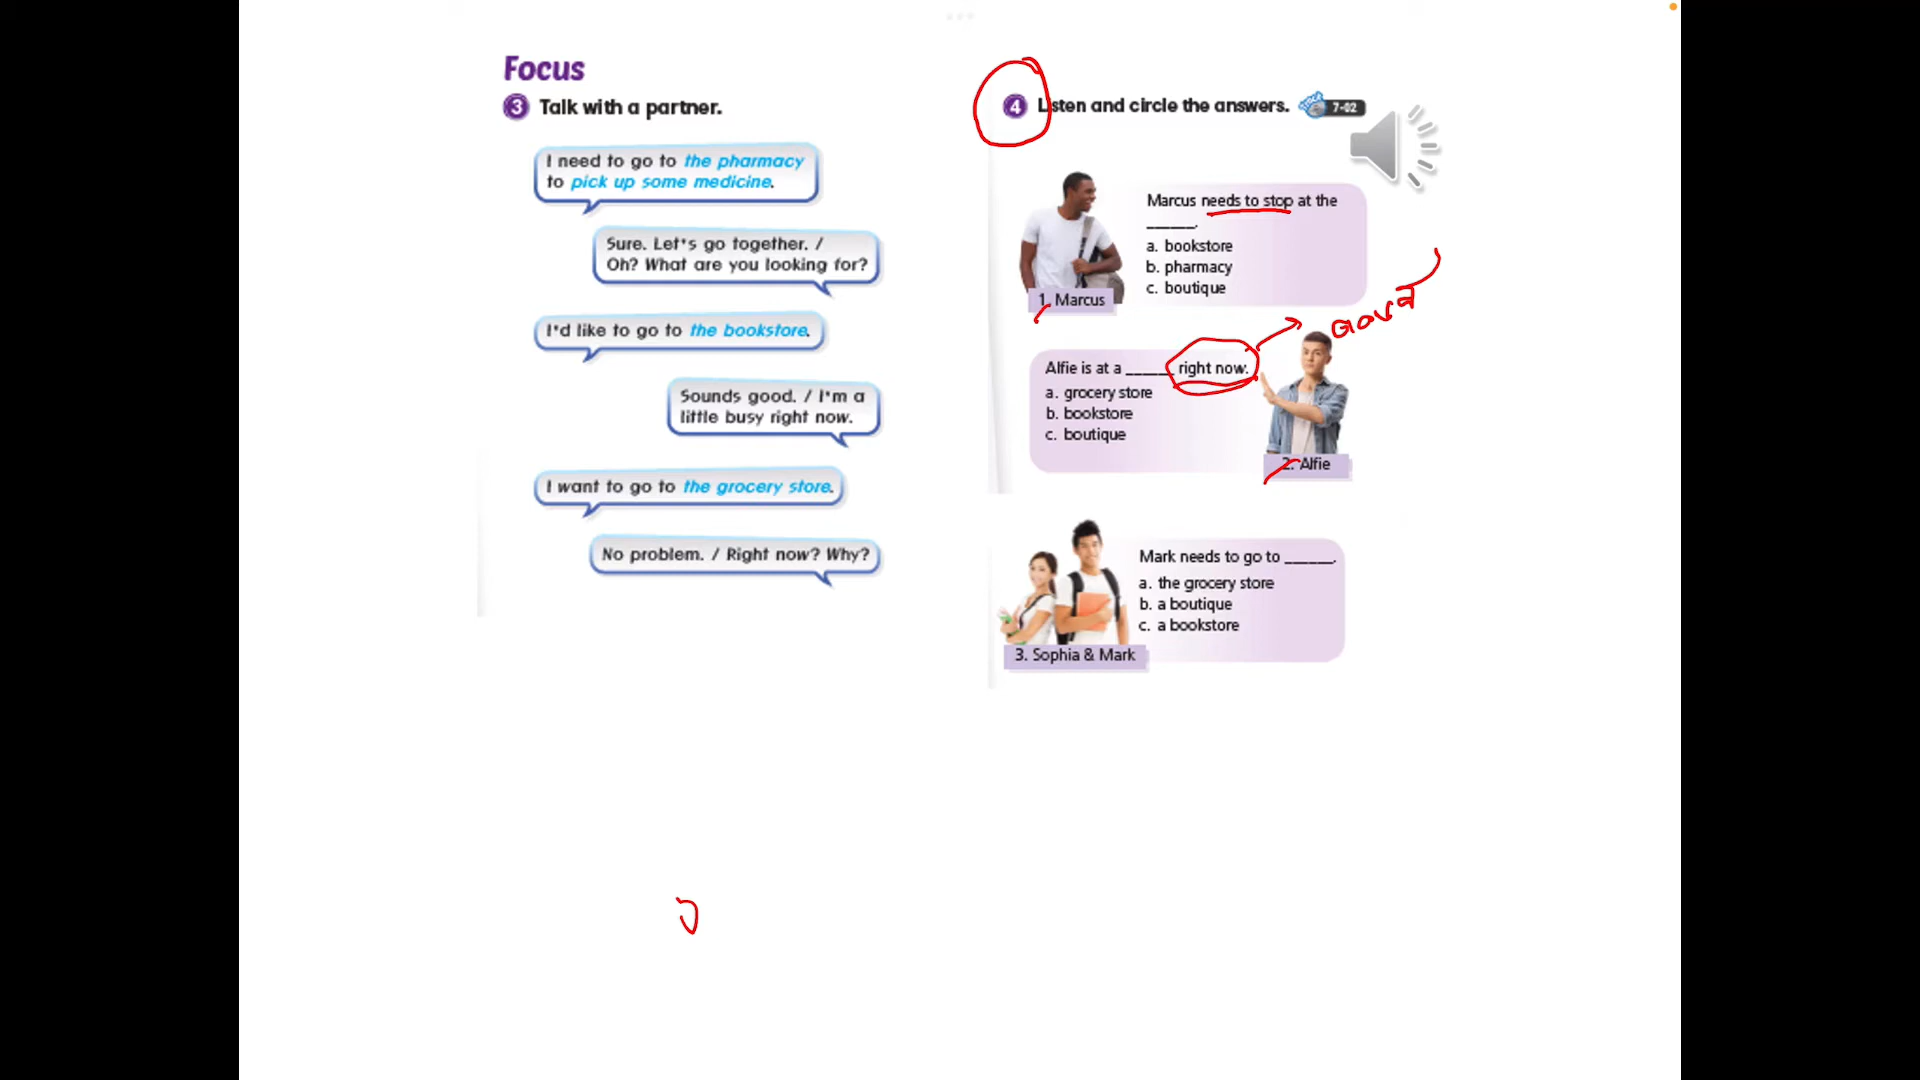 Focus
3 Talk with a partner.
I need to go to the pharmacy
to pick up some medicine.
Sure. Let's go together. /
Oh? What are you looking for?
I'd like to go to the bookstore.
Sounds good. / I'm a
little busy right now.
I want to go to the grocery store.
No problem. / Right now? Why?
4 Listen and circle the answers. 7-02
Marcus needs to stop at the
______.
a. bookstore
b. pharmacy
c. boutique
1. Marcus
Alfie is at a ______ right now.
a. grocery store
b. bookstore
c. boutique
2. Alfie
Mark needs to go to ______.
a. the grocery store
b. a boutique
c. a bookstore
3. Sophia & Mark